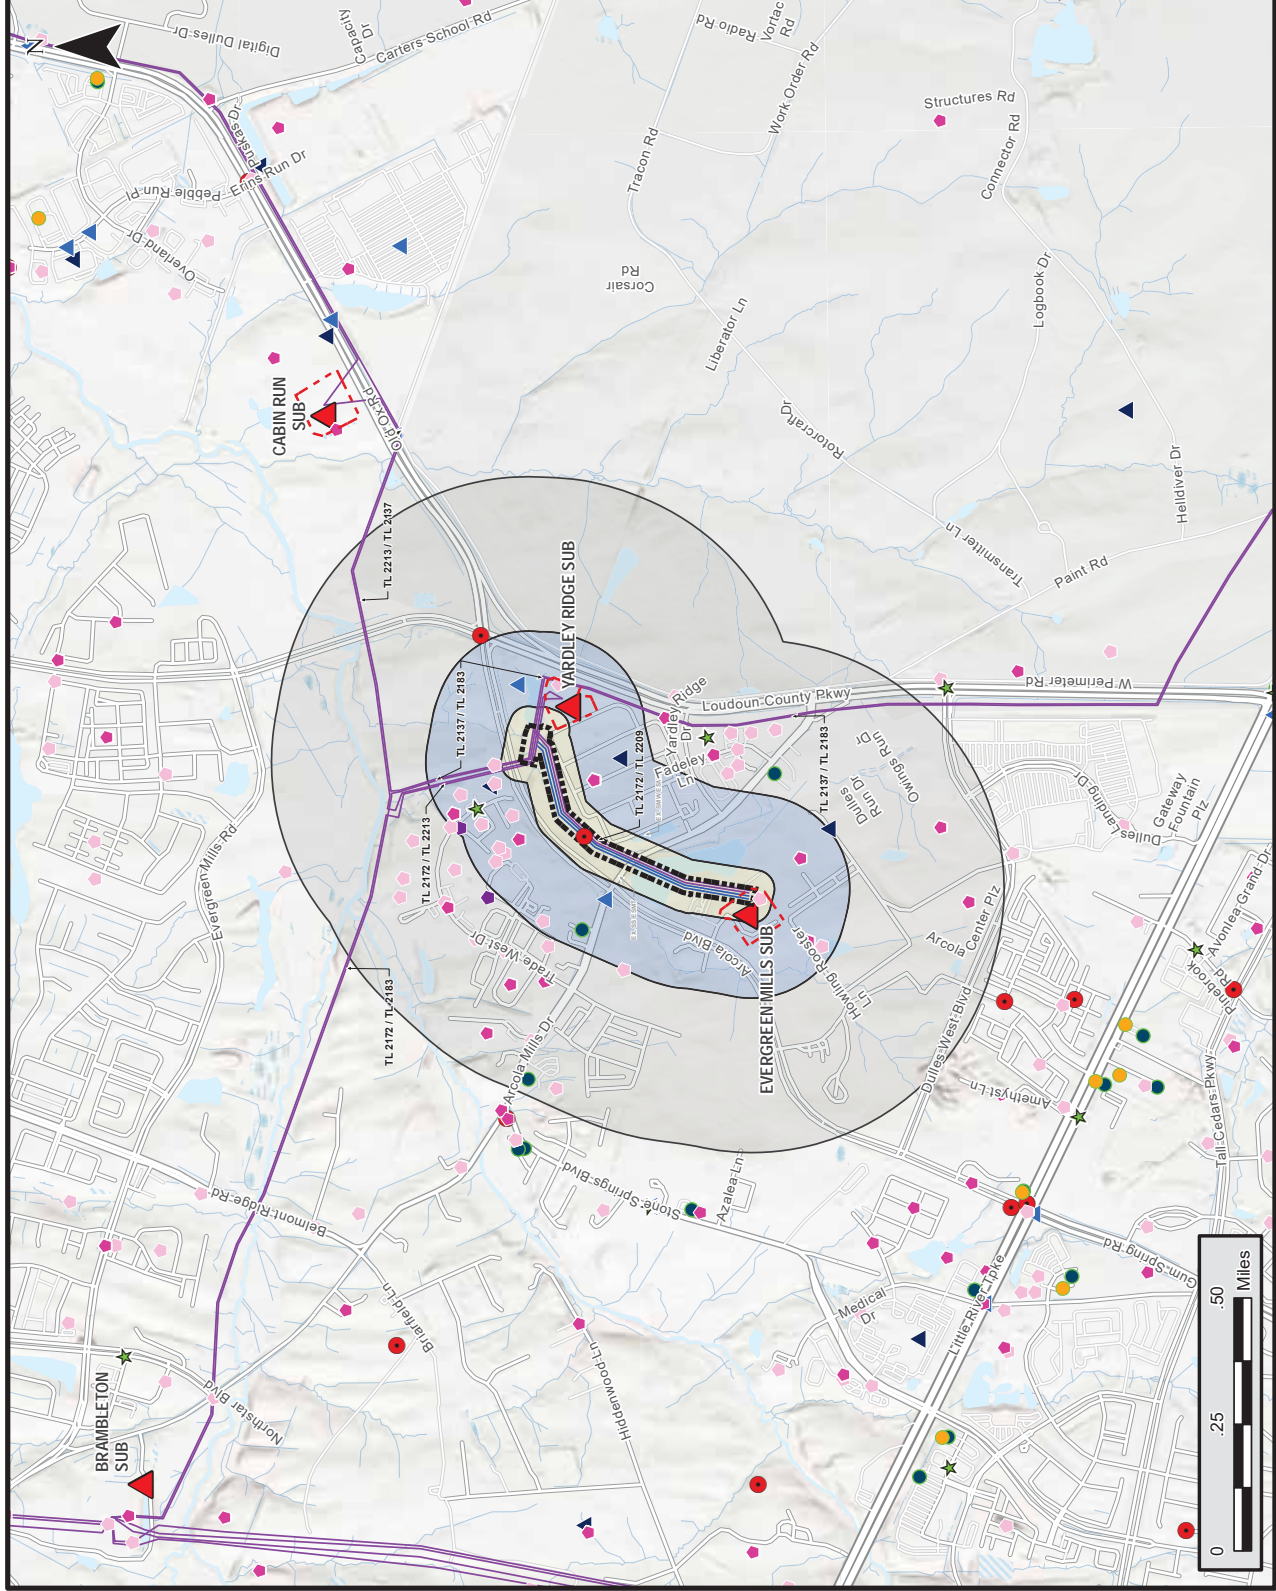 N
Digital Dulles Dr
Capacity
Dr
Carters School Rd
Radio Rd
Vortac
Rd
Work Order Rd
Structures Rd
Connector Rd
Tracon Rd
Puskas Dr
Erins Run Dr
Pebble Run Pl
Overland Dr
Corsair
Rd
Logbook Dr
Liberator Ln
CABIN RUN
SUB
Old Ox Rd
Rotorcraft Dr
Helldiver Dr
Transmitter Ln
Paint Rd
TL 2213 / TL 2137
YARDLEY RIDGE SUB
TL 2137 / TL 2183
W Perimeter Rd
Loudoun County Pkwy
Yardley Ridge
Dr
Fadeley
Ln
TL 2172 / TL 2209
TL 2137 / TL 2183
Dulles
Run Dr
Owings Run Dr
Dulles Landing Dr
Gateway
Fountain
Plz
Evergreen Mills Rd
TL 2172 / TL 2213
Avonlea Grand Dr
Pinebrook
Rd
Arcola Center Plz
Trade West Dr
Arcola Blvd
EVERGREEN MILLS SUB
Howling Rooster
Ln
TL 2172 / TL 2183
Arcola Mills Dr
Dulles West Blvd
Amethyst Ln
Tall Cedars Pkwy
Belmont Ridge Rd
Stone Springs Blvd
Azalea Ln
Gum Spring Rd
Little River Tpke
Medical
Dr
Briarfield Ln
Hiddenwood Ln
Northstar Blvd
BRAMBLETON
SUB
0
.25
.50
Miles